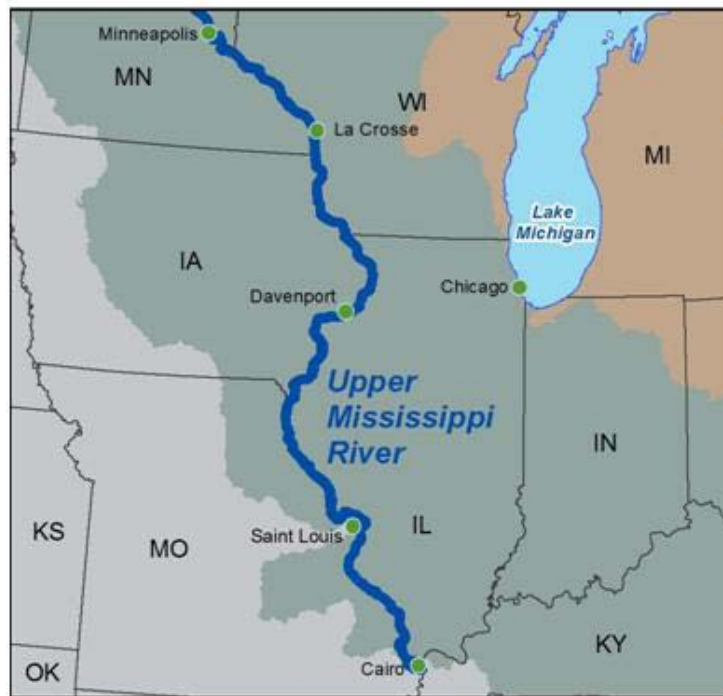 Minneapolis
MN
WI
La Crosse
MI
Lake
Michigan
IA
Davenport
Chicago
Upper
Mississippi
River
IN
KS
MO
Saint Louis
IL
KY
OK
Cairo